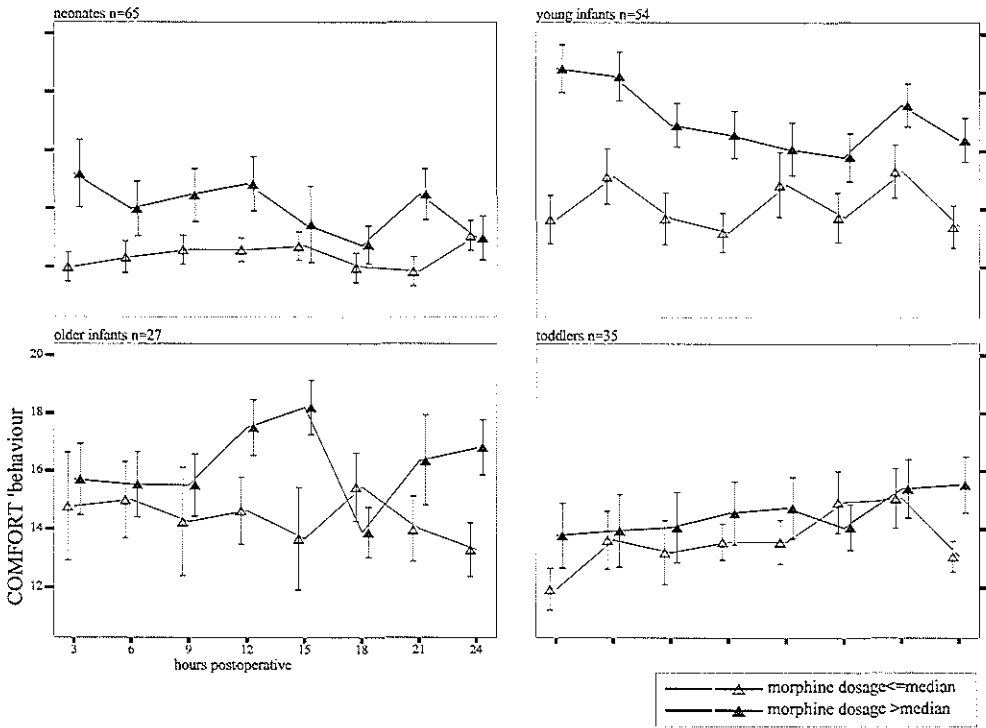 neonates n=65
young infants n=54
older infants n=27
toddlers n=35
20
18
16
14
12
COMFORT 'behaviour
3 6 9 12 15 18 21 24
hours postoperative
morphine dosage<=median
morphine dosage >median